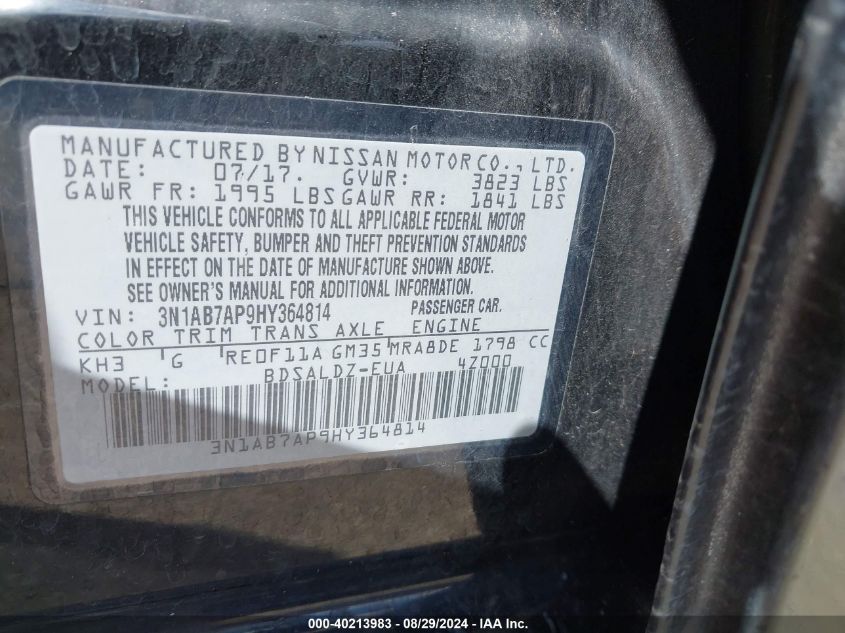 MANUFACTURED BY NISSAN MOTOR CO., LTD.
DATE: 07/17. GVWR: 3823 LBS
GAWR FR: 1995 LBS GAWR RR: 1841 LBS
THIS VEHICLE CONFORMS TO ALL APPLICABLE FEDERAL MOTOR
VEHICLE SAFETY, BUMPER AND THEFT PREVENTION STANDARDS
IN EFFECT ON THE DATE OF MANUFACTURE SHOWN ABOVE.
SEE OWNER'S MANUAL FOR ADDITIONAL INFORMATION.
VIN: 3N1AB7AP9HY364814 PASSENGER CAR.
COLOR TRIM TRANS AXLE ENGINE
KH3 G RE0F11A GM35 MRA8DE 1798 CC
MODEL: BDSALDZ-EUA 4Z000
3N1AB7AP9HY364814
000-40213983 / 08/29/2024 - IAA Inc.